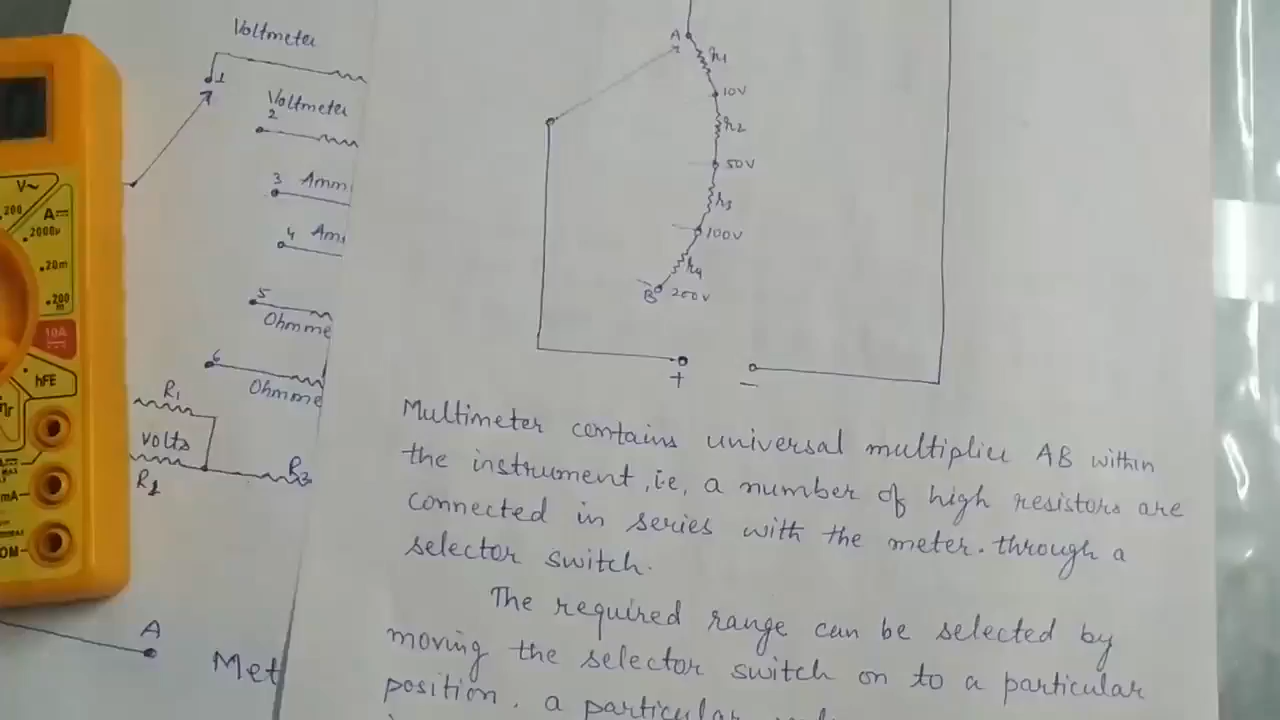 Voltmeter
1
Voltmeter
2
3 Amm
4 Am
5
Ohmme
6
Ohmme
R1
volts
R2
A
Met
V~
200
A
2000µ
20m
200
m
10A
hFE
mA
OM
A
r1
10V
r2
50V
r3
100V
r4
B 200V
+ −
Multimeter contains universal multiplier AB within
the instrument, i.e, a number of high resistors are
connected in series with the meter. through a
selector switch.
The required range can be selected by
moving the selector switch on to a particular
position. a particular